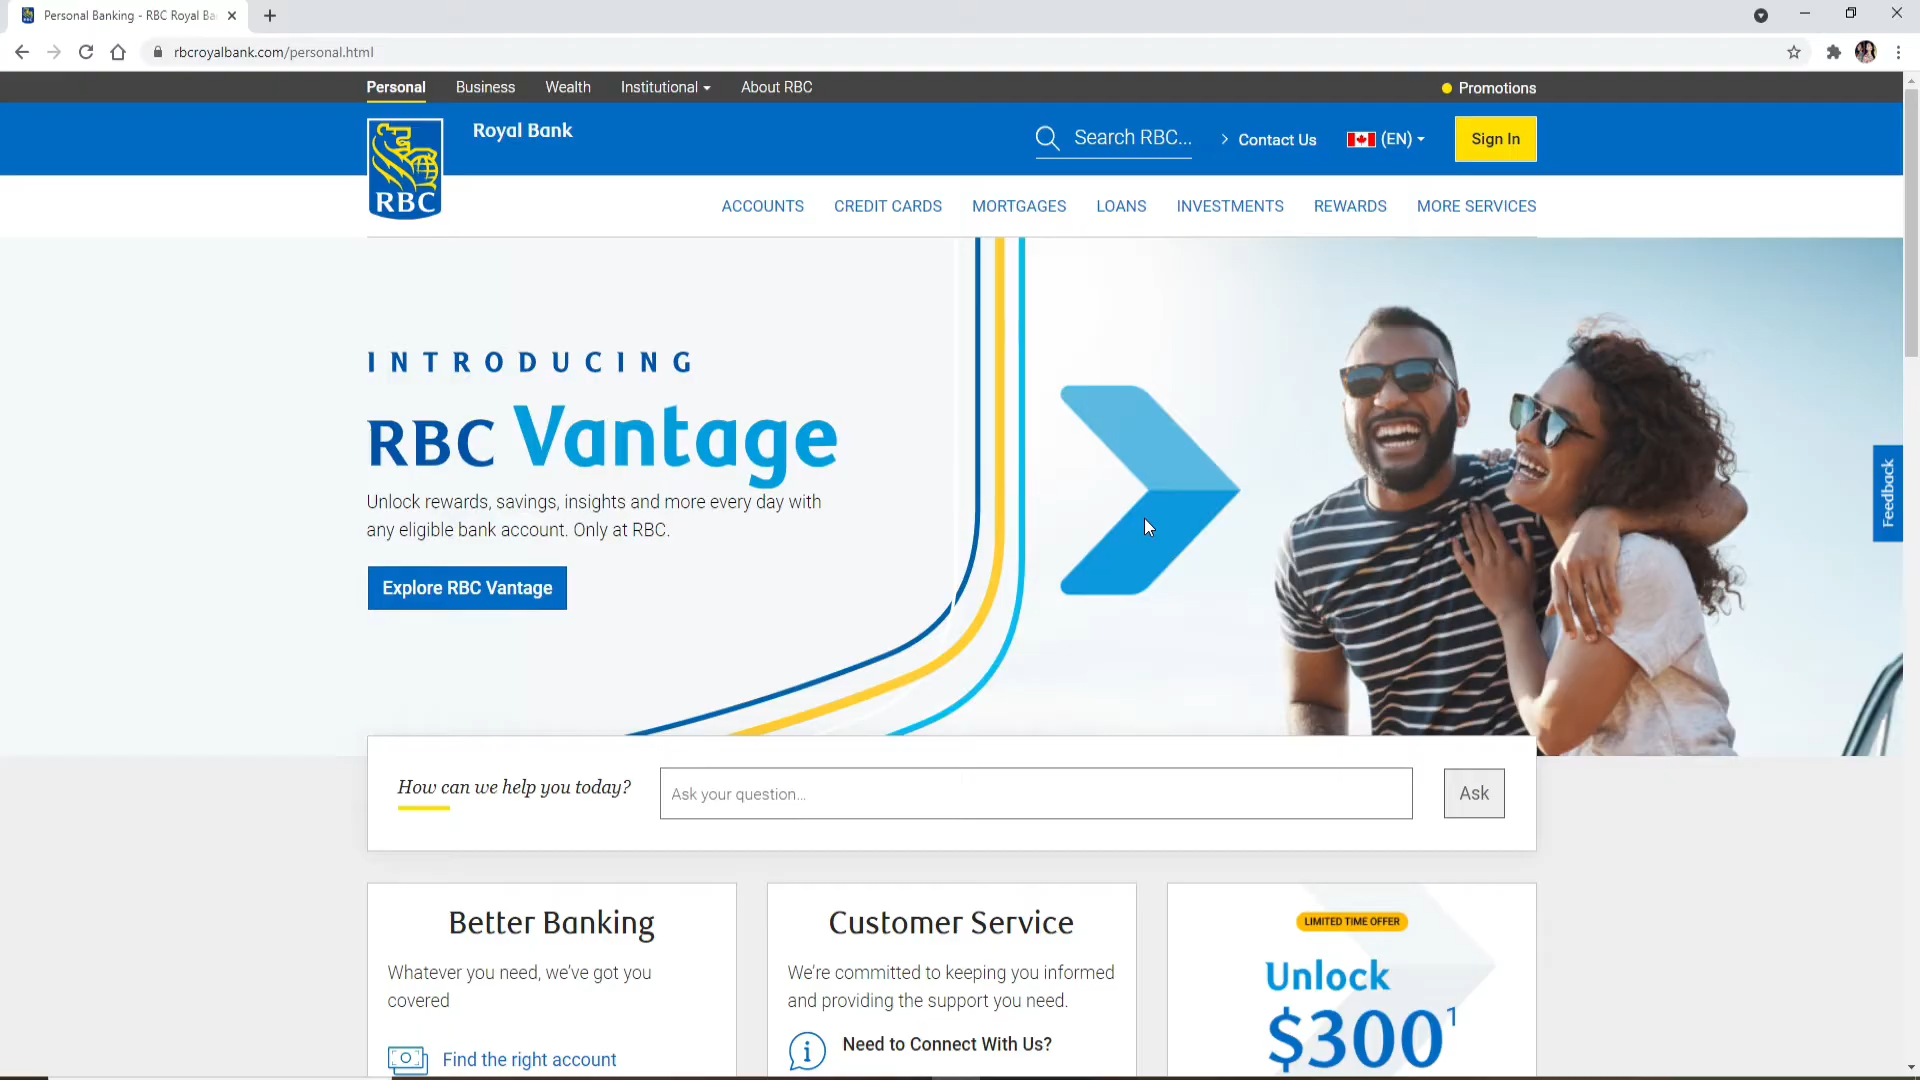 Personal Banking - RBC Royal Ba
rbcroyalbank.com/personal.html
Personal
Business
Wealth
Institutional
About RBC
Promotions
RBC
Royal Bank
Search RBC...
Contact Us
(EN)
Sign In
ACCOUNTS
CREDIT CARDS
MORTGAGES
LOANS
INVESTMENTS
REWARDS
MORE SERVICES
INTRODUCING
RBC Vantage
Unlock rewards, savings, insights and more every day with
any eligible bank account. Only at RBC.
Explore RBC Vantage
Feedback
How can we help you today?
Ask your question...
Ask
Better Banking
Whatever you need, we've got you
covered
Find the right account
Customer Service
We're committed to keeping you informed
and providing the support you need.
Need to Connect With Us?
LIMITED TIME OFFER
Unlock
$300¹